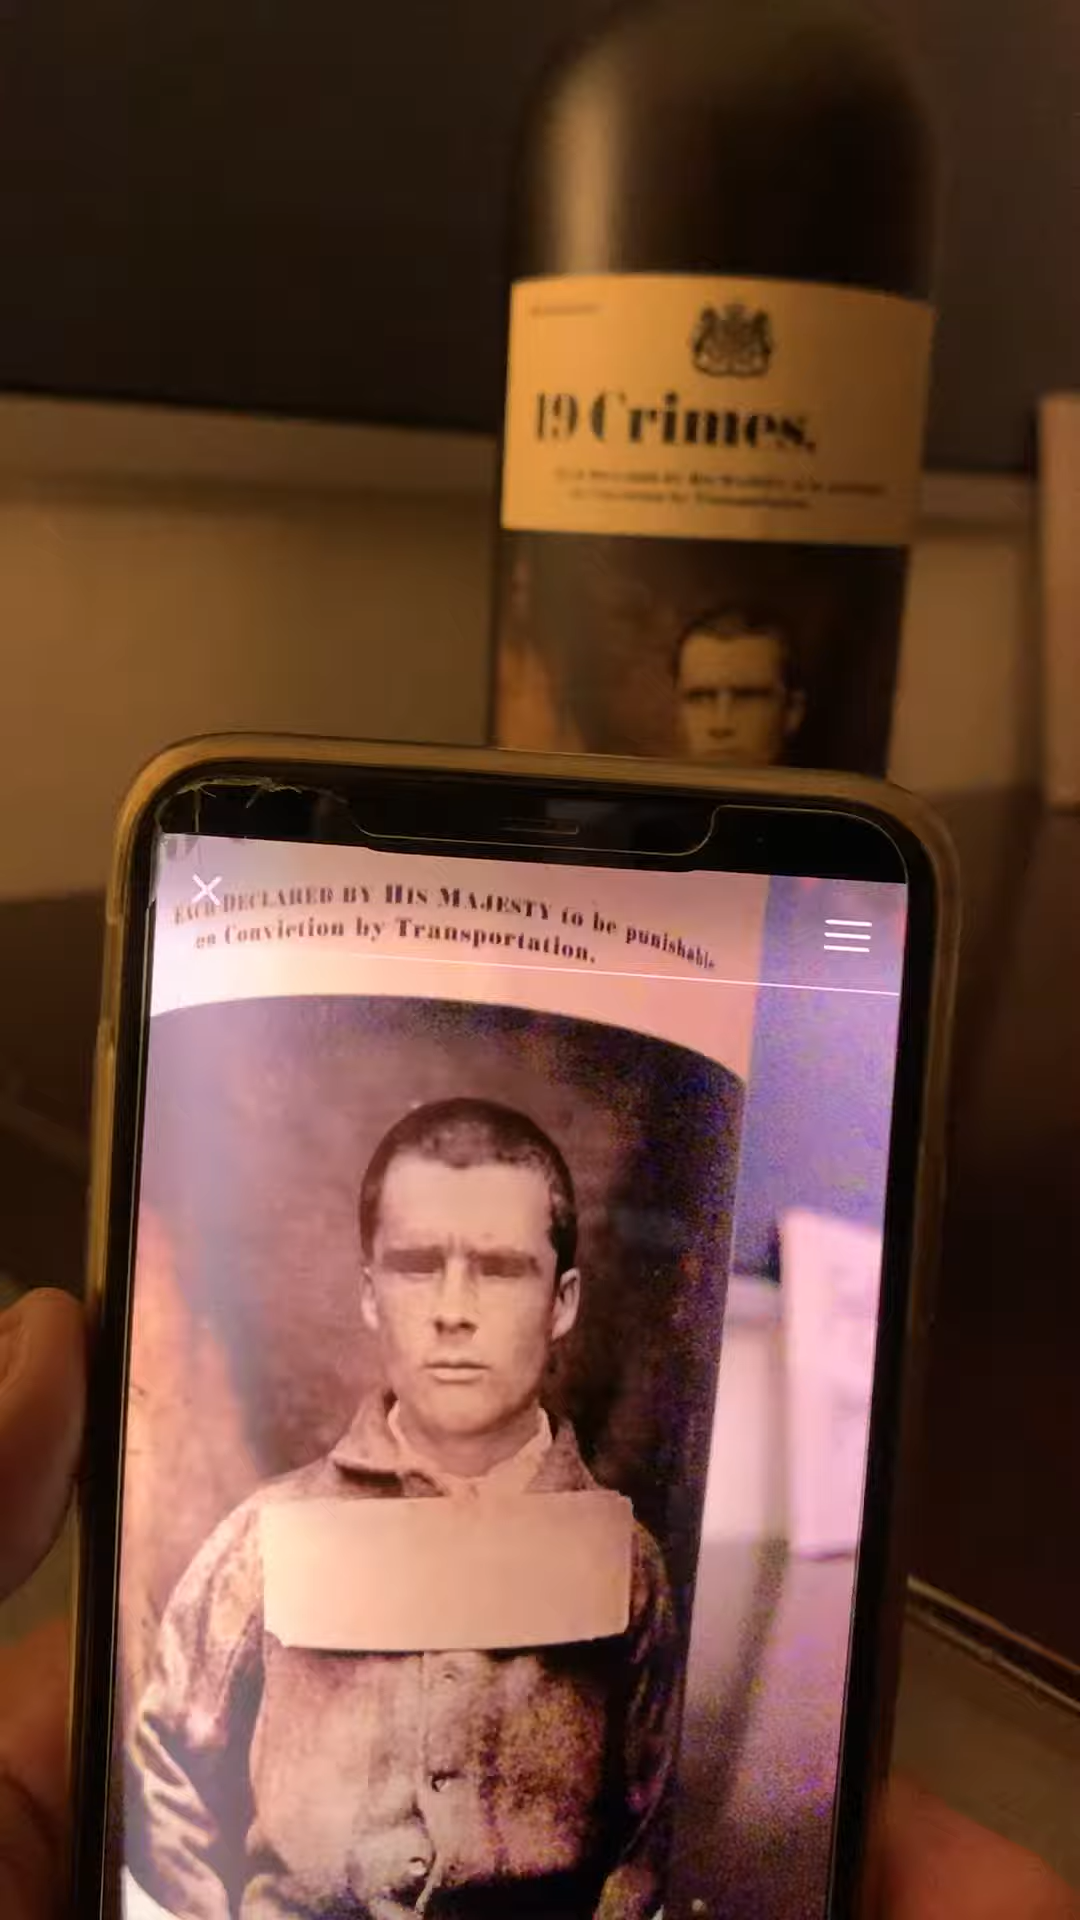 19 Crimes.
EACH DECLARED BY HIS MAJESTY to be punishable
on Conviction by Transportation.